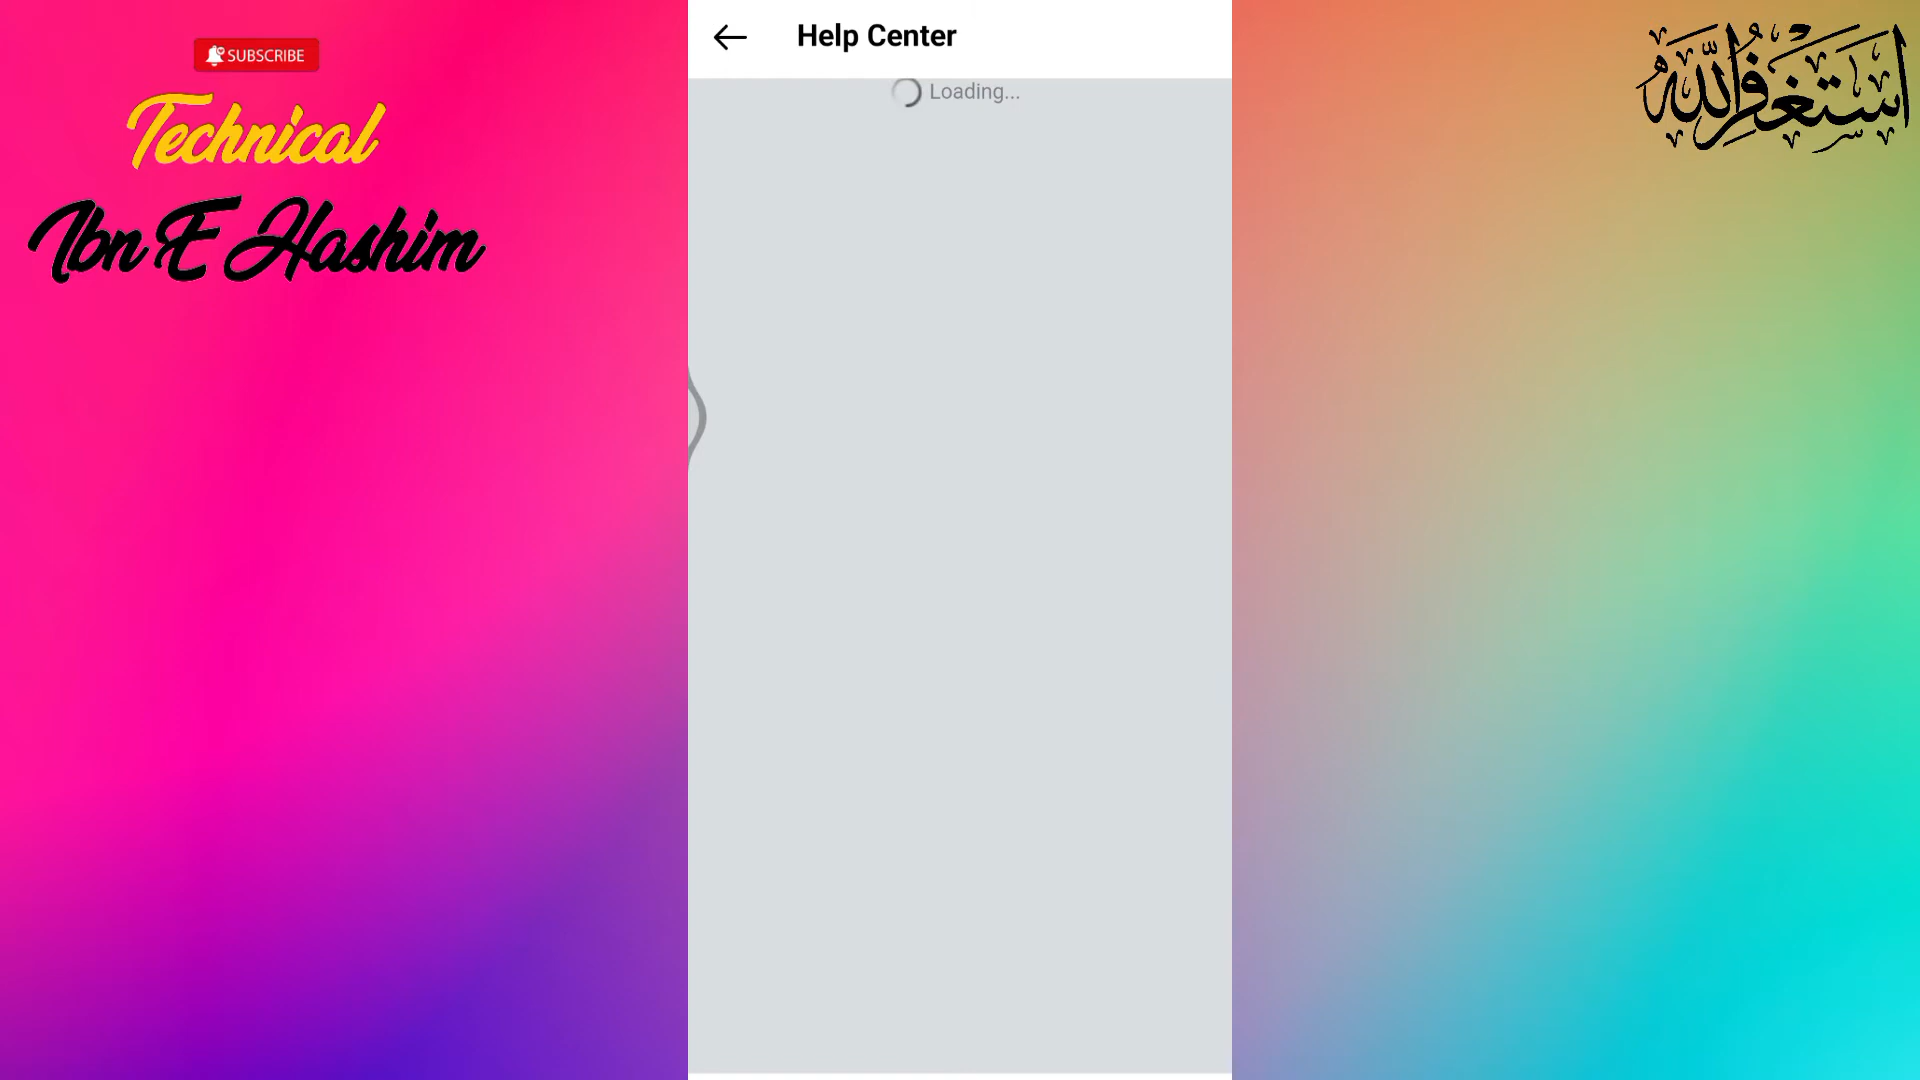 SUBSCRIBE
Technical
Ibn E Hashim
Help Center
Loading...
استغفرالله